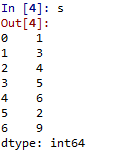 In [4]: s
Out[4]:
0    1
1    3
2    4
3    5
4    6
5    2
6    9
dtype: int64